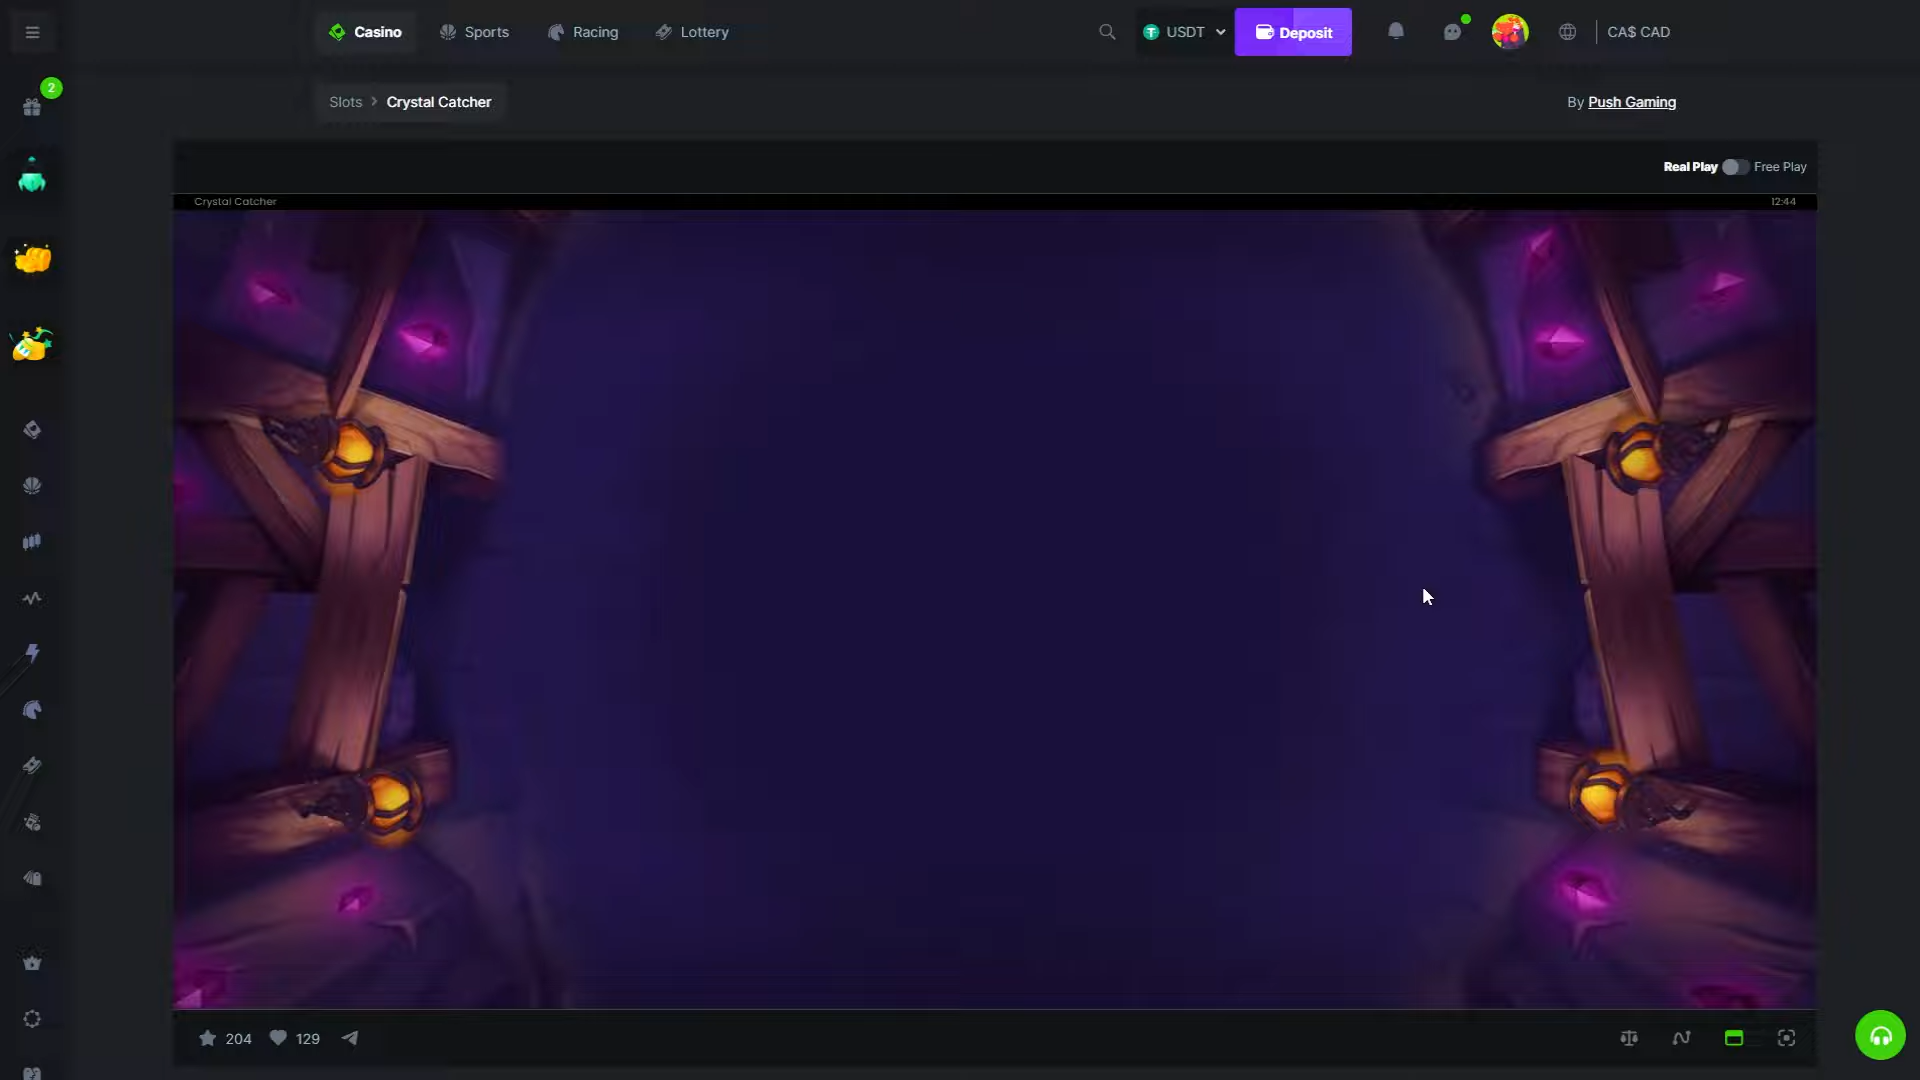 Casino
Sports
Racing
Lottery
USDT
Deposit
CA$ CAD
2
Slots > Crystal Catcher
By Push Gaming
Real Play
Free Play
Crystal Catcher
12:44
204
129